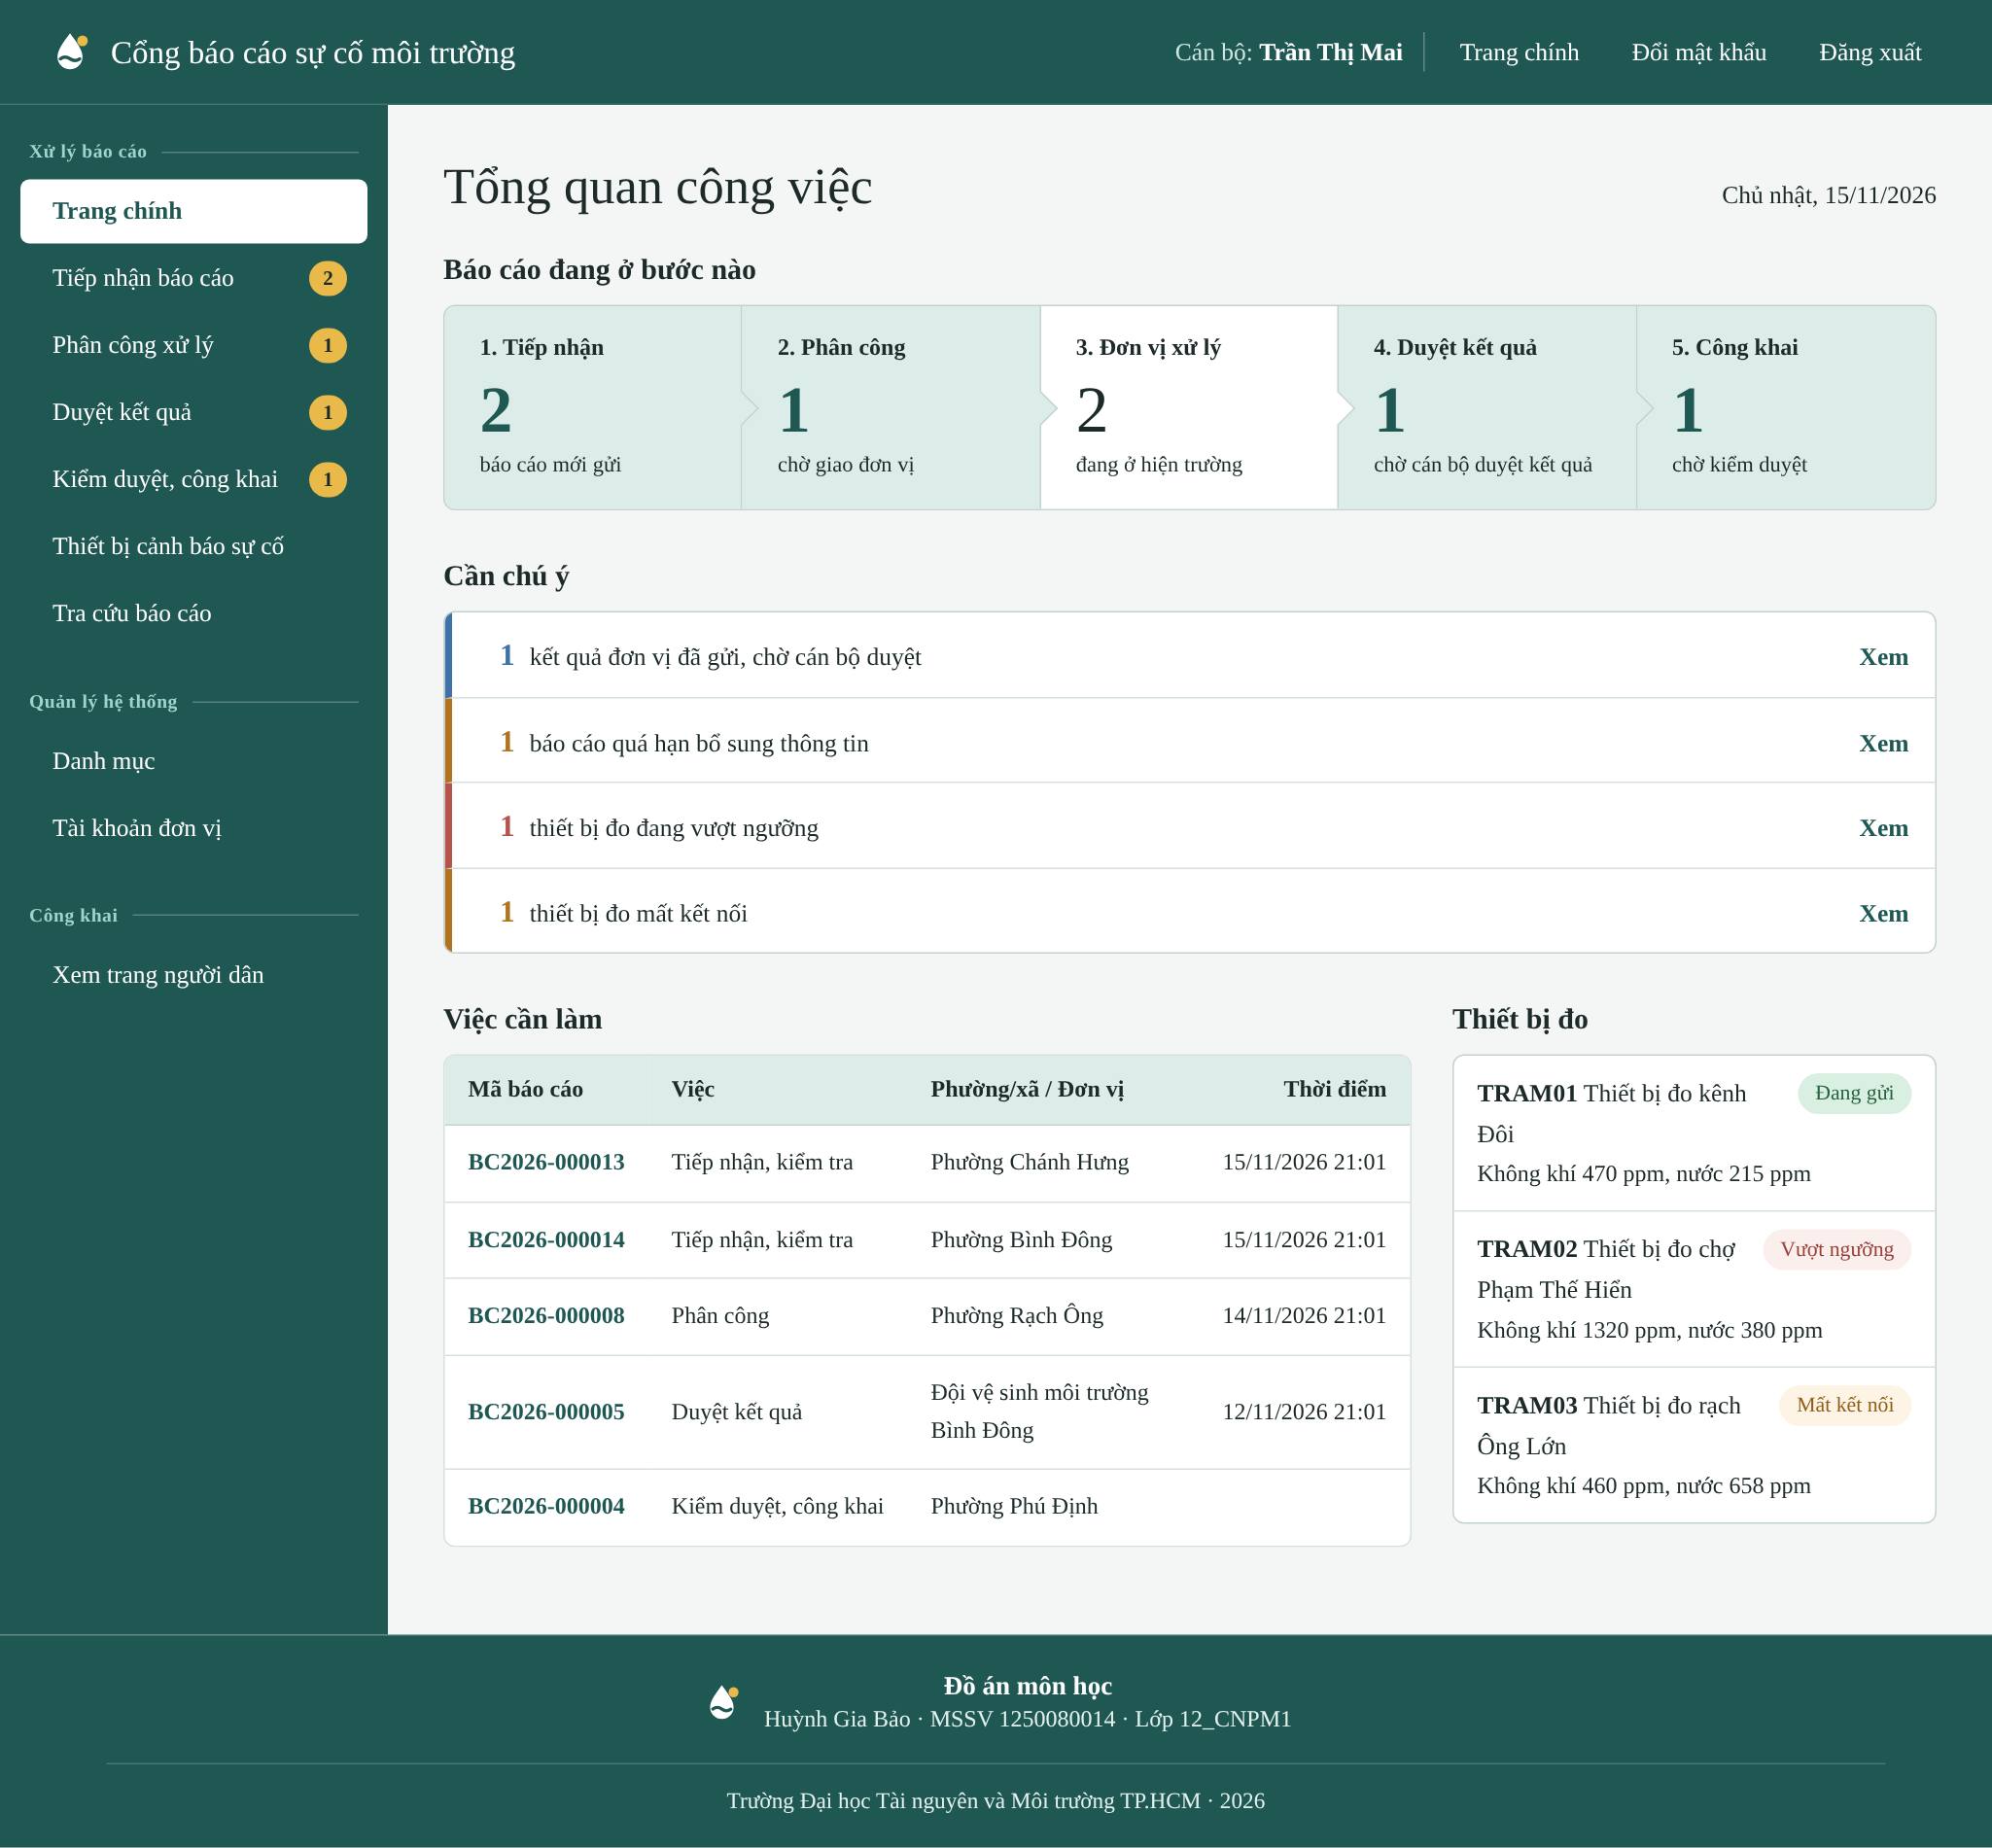 Cổng báo cáo sự cố môi trường
Cán bộ: Trần Thị Mai
Trang chính
Đổi mật khẩu
Đăng xuất
Xử lý báo cáo
Trang chính
Tiếp nhận báo cáo 2
Phân công xử lý 1
Duyệt kết quả 1
Kiểm duyệt, công khai 1
Thiết bị cảnh báo sự cố
Tra cứu báo cáo
Quản lý hệ thống
Danh mục
Tài khoản đơn vị
Công khai
Xem trang người dân
Tổng quan công việc
Chủ nhật, 15/11/2026
Báo cáo đang ở bước nào
1. Tiếp nhận
2
báo cáo mới gửi
2. Phân công
1
chờ giao đơn vị
3. Đơn vị xử lý
2
đang ở hiện trường
4. Duyệt kết quả
1
chờ cán bộ duyệt kết quả
5. Công khai
1
chờ kiểm duyệt
Cần chú ý
1 kết quả đơn vị đã gửi, chờ cán bộ duyệt Xem
1 báo cáo quá hạn bổ sung thông tin Xem
1 thiết bị đo đang vượt ngưỡng Xem
1 thiết bị đo mất kết nối Xem
Việc cần làm
Mã báo cáo Việc Phường/xã / Đơn vị Thời điểm
BC2026-000013 Tiếp nhận, kiểm tra Phường Chánh Hưng 15/11/2026 21:01
BC2026-000014 Tiếp nhận, kiểm tra Phường Bình Đông 15/11/2026 21:01
BC2026-000008 Phân công Phường Rạch Ông 14/11/2026 21:01
BC2026-000005 Duyệt kết quả Đội vệ sinh môi trường 12/11/2026 21:01
Bình Đông
BC2026-000004 Kiểm duyệt, công khai Phường Phú Định
Thiết bị đo
TRAM01 Thiết bị đo kênh Đang gửi
Đôi
Không khí 470 ppm, nước 215 ppm
TRAM02 Thiết bị đo chợ Vượt ngưỡng
Phạm Thế Hiển
Không khí 1320 ppm, nước 380 ppm
TRAM03 Thiết bị đo rạch Mất kết nối
Ông Lớn
Không khí 460 ppm, nước 658 ppm
Đồ án môn học
Huỳnh Gia Bảo · MSSV 1250080014 · Lớp 12_CNPM1
Trường Đại học Tài nguyên và Môi trường TP.HCM · 2026